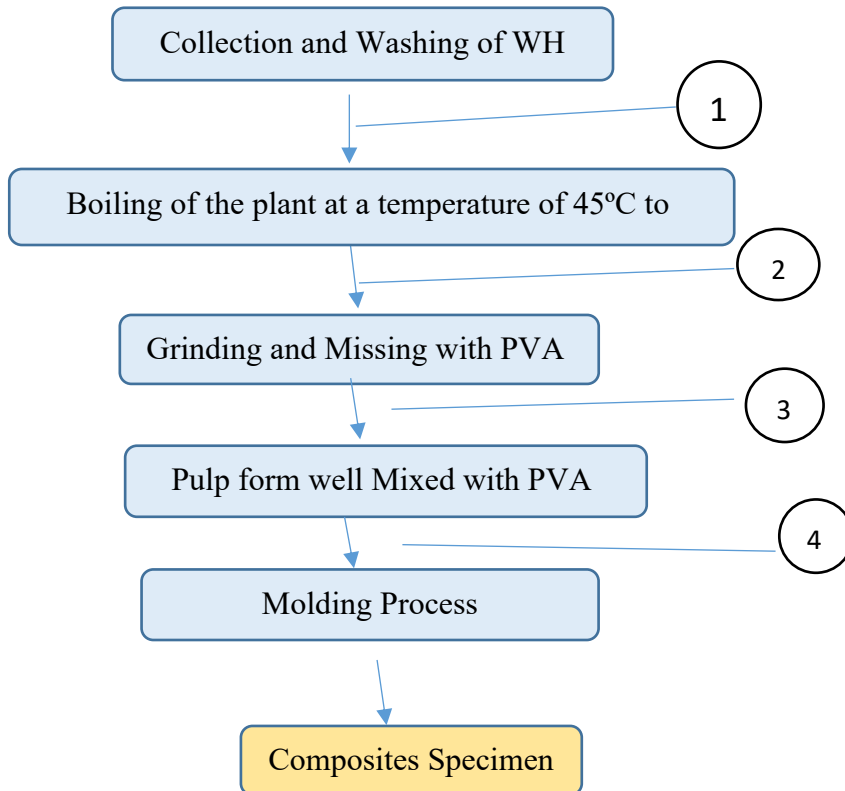 Collection and Washing of WH
1
Boiling of the plant at a temperature of 45ºC to
2
Grinding and Missing with PVA
3
Pulp form well Mixed with PVA
4
Molding Process
Composites Specimen